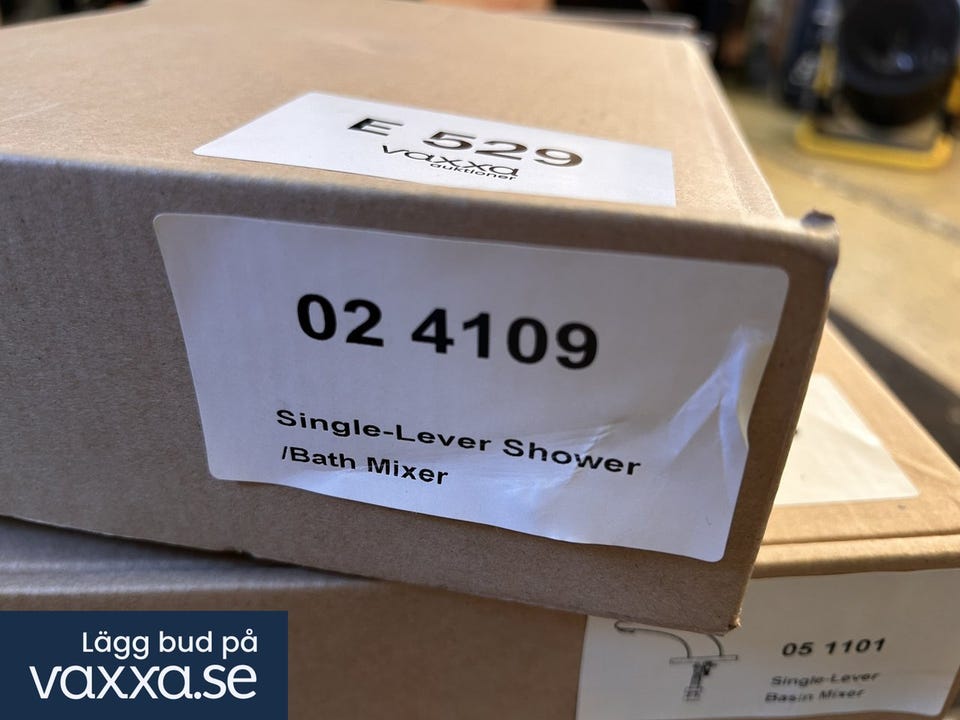 E 529
vaxxa
auktioner
02 4109
Single-Lever Shower
/Bath Mixer
05 1101
Single-Lever
Basin Mixer
Lägg bud på
vaxxa.se